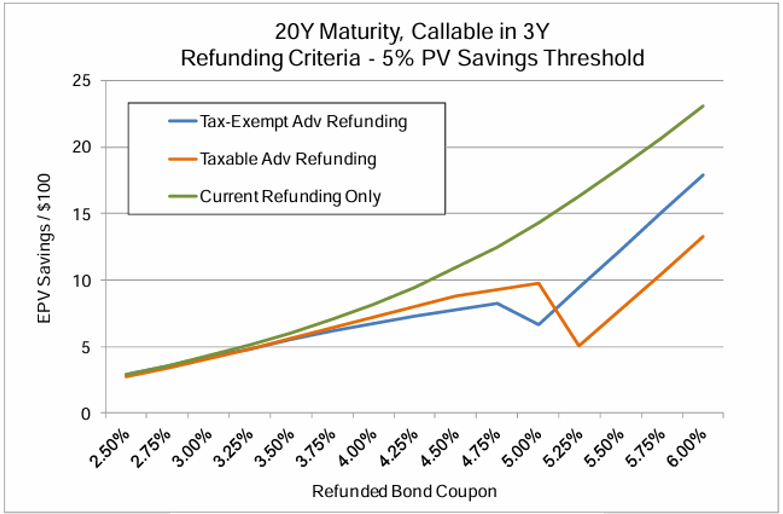 20Y Maturity, Callable in 3Y
Refunding Criteria - 5% PV Savings Threshold
25
20
15
10
5
0
EPV Savings / $100
Tax-Exempt Adv Refunding
Taxable Adv Refunding
Current Refunding Only
2.50% 2.75% 3.00% 3.25% 3.50% 3.75% 4.00% 4.25% 4.50% 4.75% 5.00% 5.25% 5.50% 5.75% 6.00%
Refunded Bond Coupon